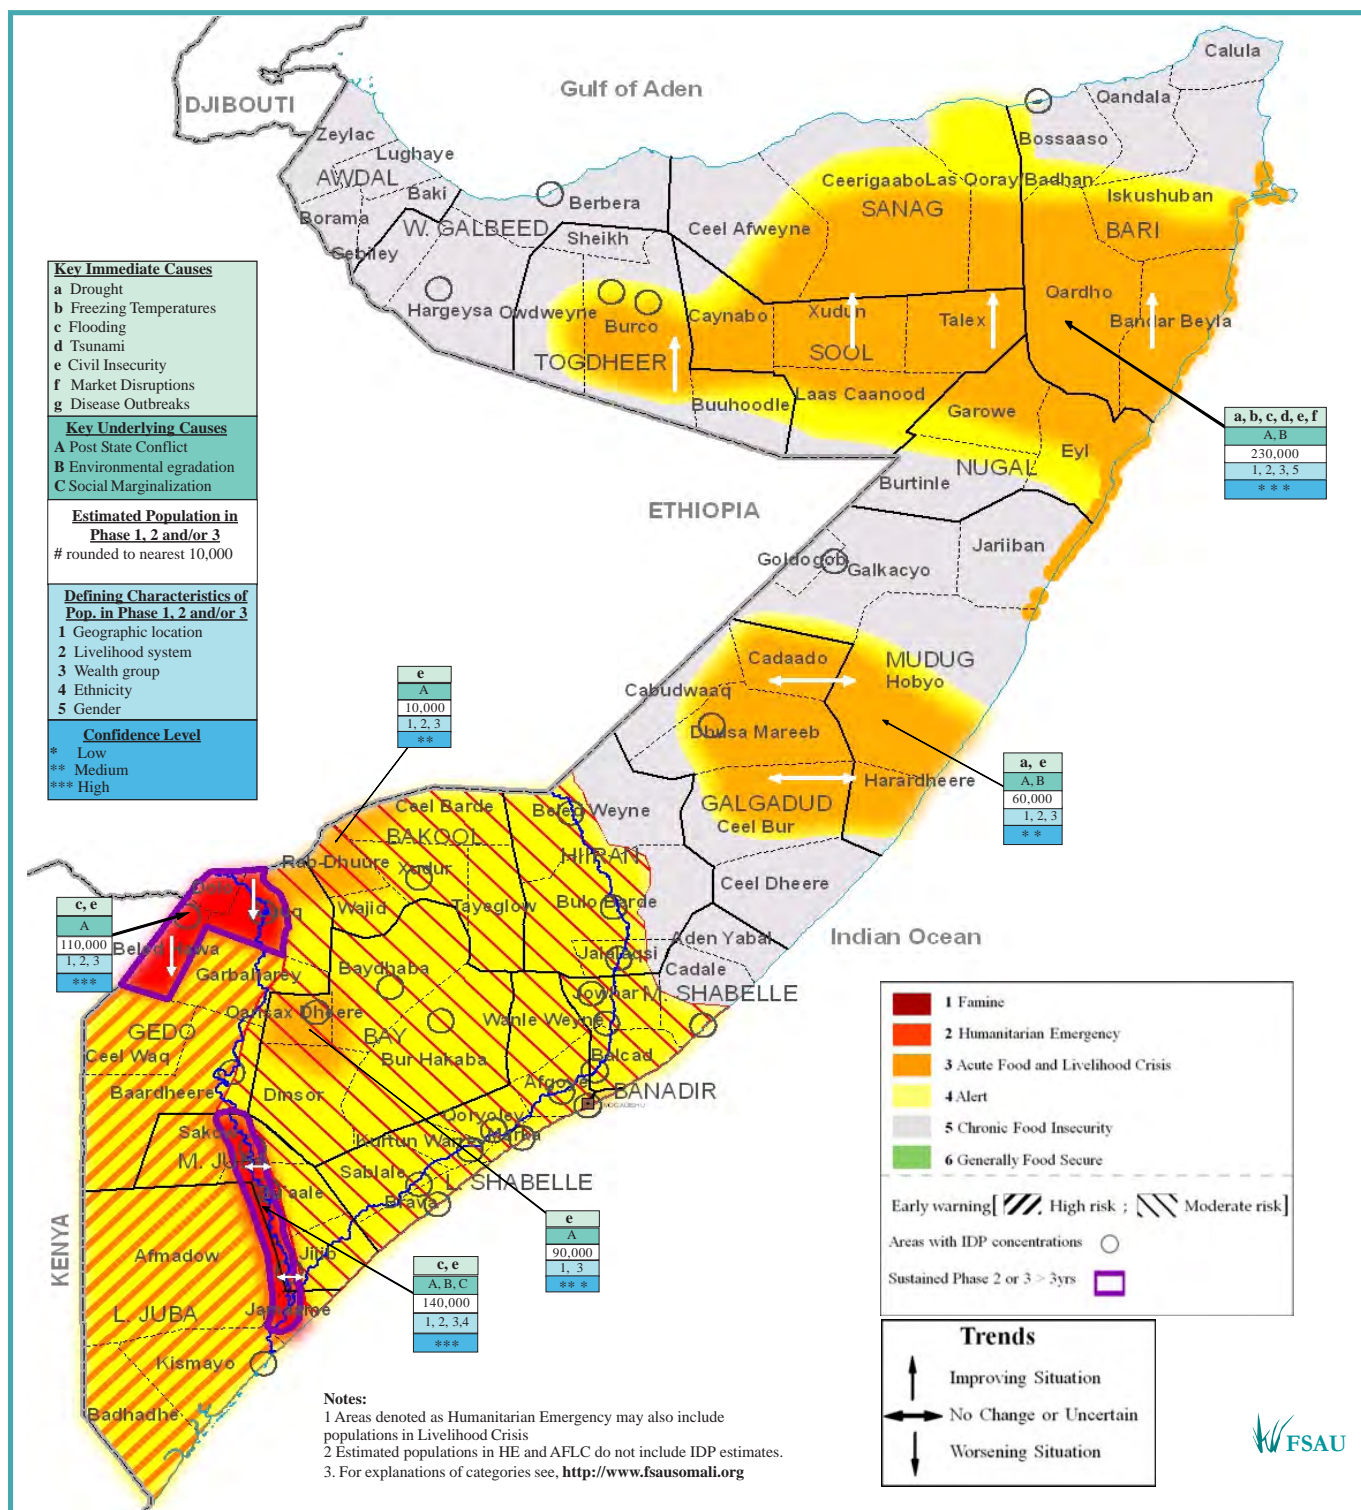 Gulf of Aden
DJIBOUTI
Calula
Qandala
Bossaaso
Zeylac
Lughaye
AWDAL
Baki
Borama
Gebiley
W. GALBEED
Berbera
Sheikh
Ceel Afweyne
Ceerigaabo
Las Qoray/Badhan
SANAG
Iskushuban
BARI
Hargeysa
Owdweyne
Burco
Caynabo
Xudun
Talex
Qardho
Bandar Beyla
TOGDHEER
SOOL
Buuhoodle
Laas Caanood
Garowe
Eyl
NUGAL
Burtinle
ETHIOPIA
Jariiban
Goldogob
Galkacyo
Cadaado
MUDUG
Hobyo
Cabudwaaq
Dhusa Mareeb
Harardheere
GALGADUD
Ceel Bur
Ceel Dheere
Aden Yabal
Indian Ocean
Cadale
M. SHABELLE
Ceel Barde
Beled Weyne
BAKOOL
HIIRAN
Rab-Dhuure
Xudur
Wajid
Tayeglow
Bulo Barde
Jalalaqsi
Jowhar
Garbaharey
Baydhaba
Qansax Dheere
BAY
Wanle Weyne
Bur Hakaba
Balcad
GEDO
Ceel Waq
Baardheere
Dinsor
Afgoye
BANADIR
MOGADISHU
Qoryoley
Marka
Kurtun Warrey
Sablale
L. SHABELLE
Brava
Afmadow
Jilib
L. JUBA
Kismayo
Badhadhe
KENYA
Key Immediate Causes
a Drought
b Freezing Temperatures
c Flooding
d Tsunami
e Civil Insecurity
f Market Disruptions
g Disease Outbreaks
Key Underlying Causes
A Post State Conflict
B Environmental egradation
C Social Marginalization
Estimated Population in
Phase 1, 2 and/or 3
# rounded to nearest 10,000
Defining Characteristics of
Pop. in Phase 1, 2 and/or 3
1 Geographic location
2 Livelihood system
3 Wealth group
4 Ethnicity
5 Gender
Confidence Level
* Low
** Medium
*** High
a, b, c, d, e, f
A, B
230,000
1, 2, 3, 5
* * *
e
A
10,000
1, 2, 3
**
a, e
A, B
60,000
1, 2, 3
* *
c, e
A
110,000
1, 2, 3
***
e
A
90,000
1, 3
** *
c, e
A, B, C
140,000
1, 2, 3,4
***
1 Famine
2 Humanitarian Emergency
3 Acute Food and Livelihood Crisis
4 Alert
5 Chronic Food Insecurity
6 Generally Food Secure
Early warning[ High risk ; Moderate risk]
Areas with IDP concentrations
Sustained Phase 2 or 3 > 3yrs
Trends
Improving Situation
No Change or Uncertain
Worsening Situation
Notes:
1 Areas denoted as Humanitarian Emergency may also include
populations in Livelihood Crisis
2 Estimated populations in HE and AFLC do not include IDP estimates.
3. For explanations of categories see, http://www.fsausomali.org
FSAU